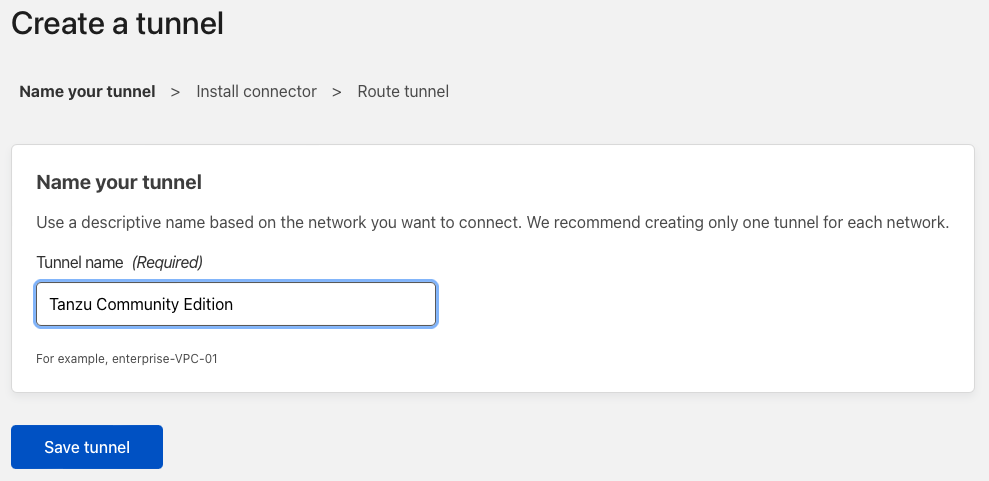 Create a tunnel
Name your tunnel > Install connector > Route tunnel
Name your tunnel
Use a descriptive name based on the network you want to connect. We recommend creating only one tunnel for each network.
Tunnel name (Required)
Tanzu Community Edition
For example, enterprise-VPC-01
Save tunnel